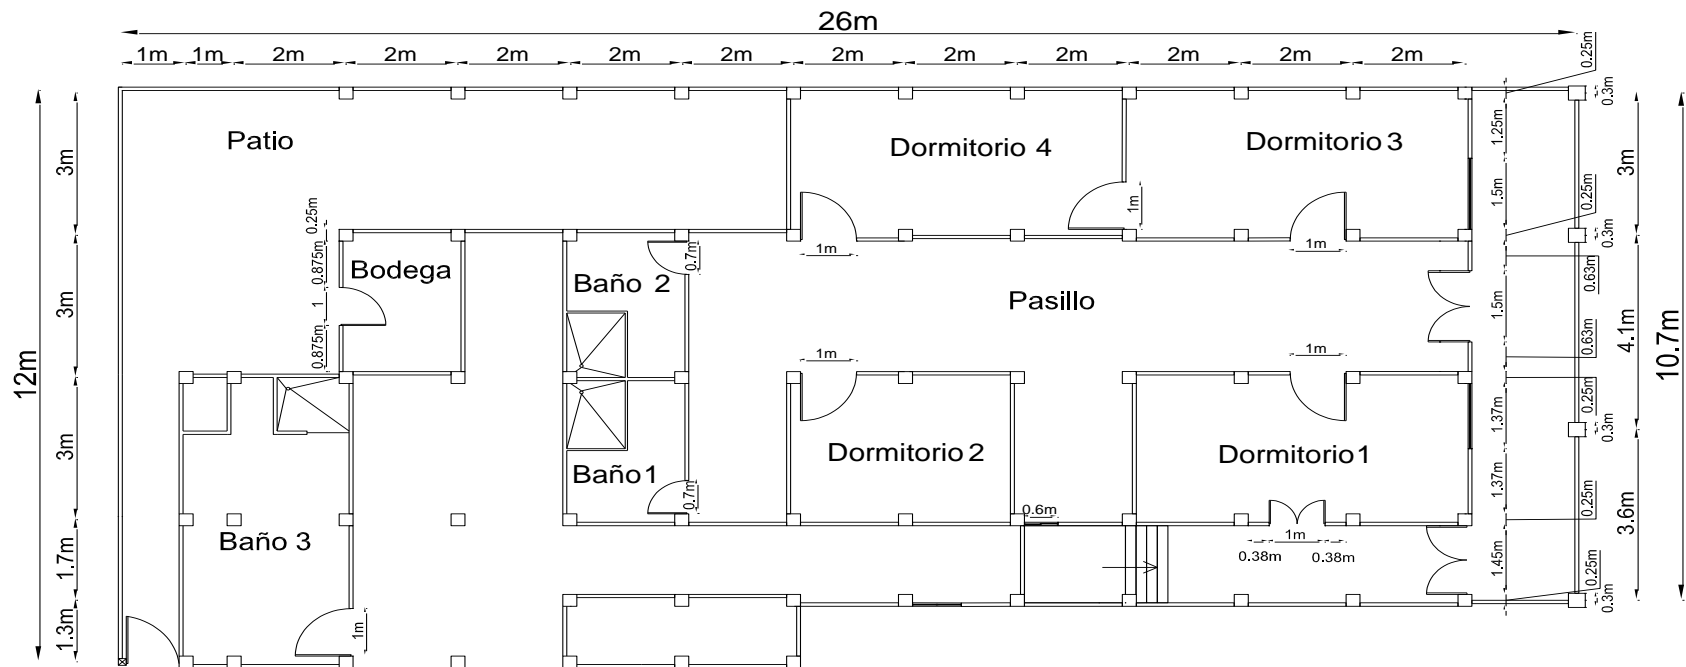 26m
1m 1m 2m 2m 2m 2m 2m 2m 2m 2m 2m 2m 2m
0.25m
0.3m
3m
Patio
Dormitorio 4
Dormitorio 3
1.25m
3m
1m
1.5m
0.25m
0.25m
0.3m
1m
1m
0.7m
0.875m
Bodega
Baño 2
Pasillo
3m
1
1.5m
0.63m
0.63m
4.1m
10.7m
12m
0.875m
1m
1m
3m
1.37m
0.25m
0.3m
Dormitorio 2
Dormitorio 1
Baño 1
0.7m
1.37m
0.25m
3.6m
0.6m
Baño 3
1.7m
1m
0.38m
0.38m
1.45m
0.25m
0.3m
1.3m
1m